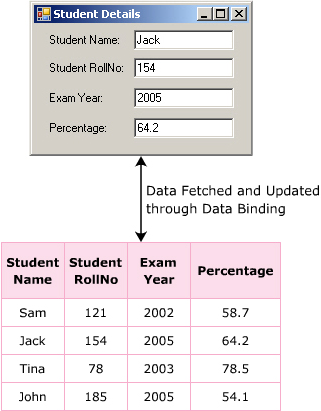 Student Details
Student Name: Jack
Student RollNo: 154
Exam Year: 2005
Percentage: 64.2
Data Fetched and Updated
through Data Binding
Student Name Student RollNo Exam Year Percentage
Sam 121 2002 58.7
Jack 154 2005 64.2
Tina 78 2003 78.5
John 185 2005 54.1